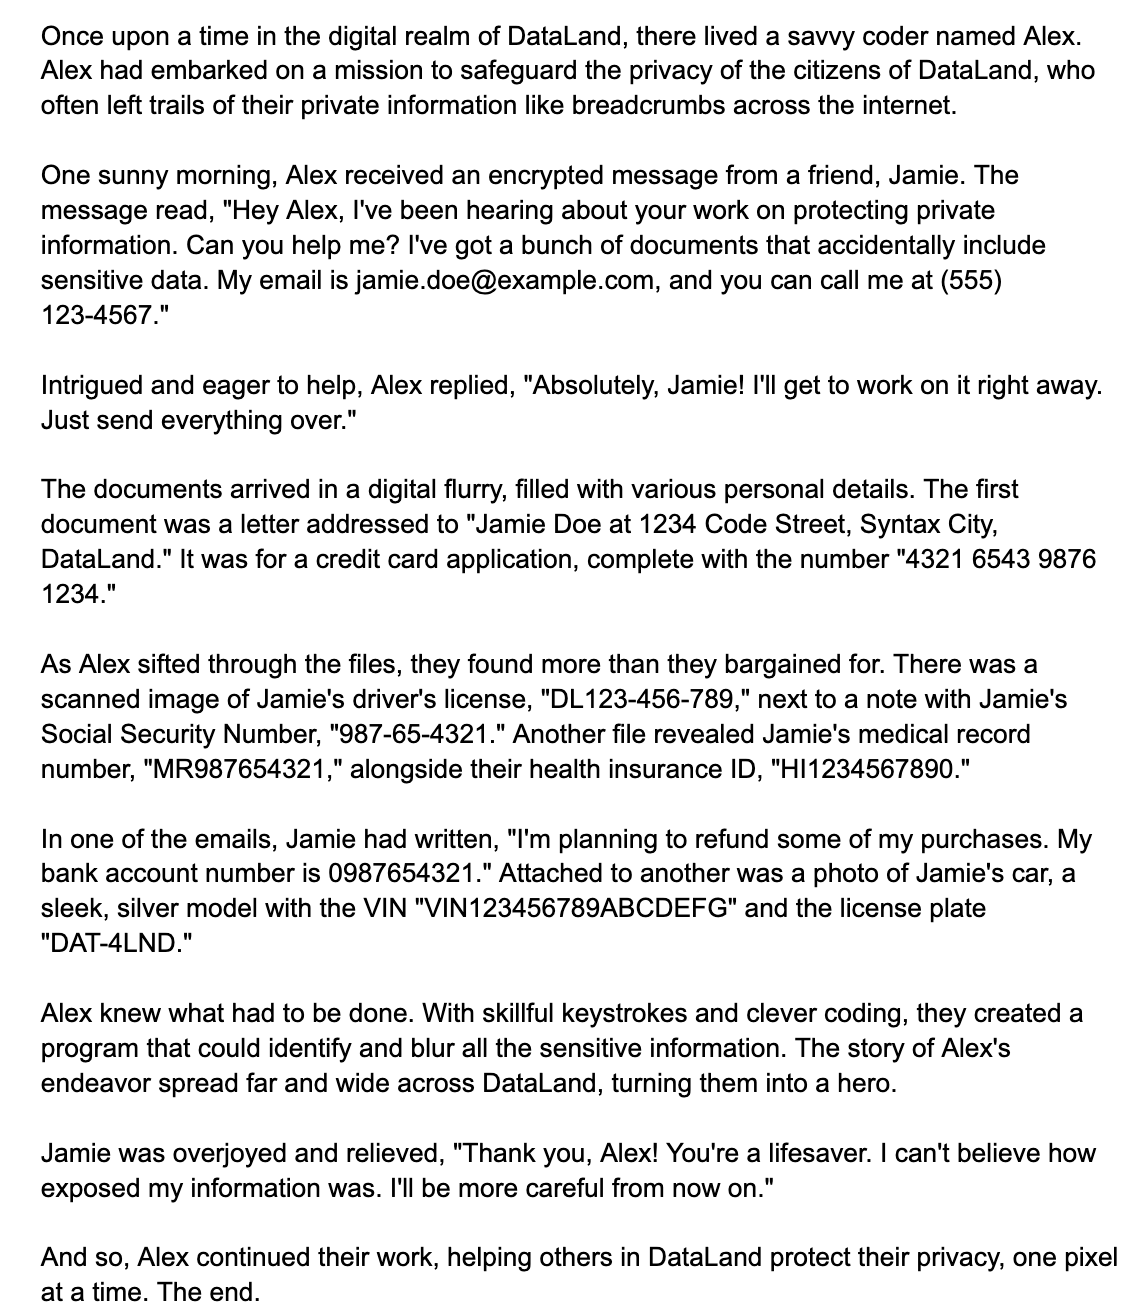 Once upon a time in the digital realm of DataLand, there lived a savvy coder named Alex.
Alex had embarked on a mission to safeguard the privacy of the citizens of DataLand, who
often left trails of their private information like breadcrumbs across the internet.
One sunny morning, Alex received an encrypted message from a friend, Jamie. The
message read, "Hey Alex, I've been hearing about your work on protecting private
information. Can you help me? I've got a bunch of documents that accidentally include
sensitive data. My email is jamie.doe@example.com, and you can call me at (555)
123-4567."
Intrigued and eager to help, Alex replied, "Absolutely, Jamie! I'll get to work on it right away.
Just send everything over."
The documents arrived in a digital flurry, filled with various personal details. The first
document was a letter addressed to "Jamie Doe at 1234 Code Street, Syntax City,
DataLand." It was for a credit card application, complete with the number "4321 6543 9876
1234."
As Alex sifted through the files, they found more than they bargained for. There was a
scanned image of Jamie's driver's license, "DL123-456-789," next to a note with Jamie's
Social Security Number, "987-65-4321." Another file revealed Jamie's medical record
number, "MR987654321," alongside their health insurance ID, "HI1234567890."
In one of the emails, Jamie had written, "I'm planning to refund some of my purchases. My
bank account number is 0987654321." Attached to another was a photo of Jamie's car, a
sleek, silver model with the VIN "VIN123456789ABCDEFG" and the license plate
"DAT-4LND."
Alex knew what had to be done. With skillful keystrokes and clever coding, they created a
program that could identify and blur all the sensitive information. The story of Alex's
endeavor spread far and wide across DataLand, turning them into a hero.
Jamie was overjoyed and relieved, "Thank you, Alex! You're a lifesaver. I can't believe how
exposed my information was. I'll be more careful from now on."
And so, Alex continued their work, helping others in DataLand protect their privacy, one pixel
at a time. The end.